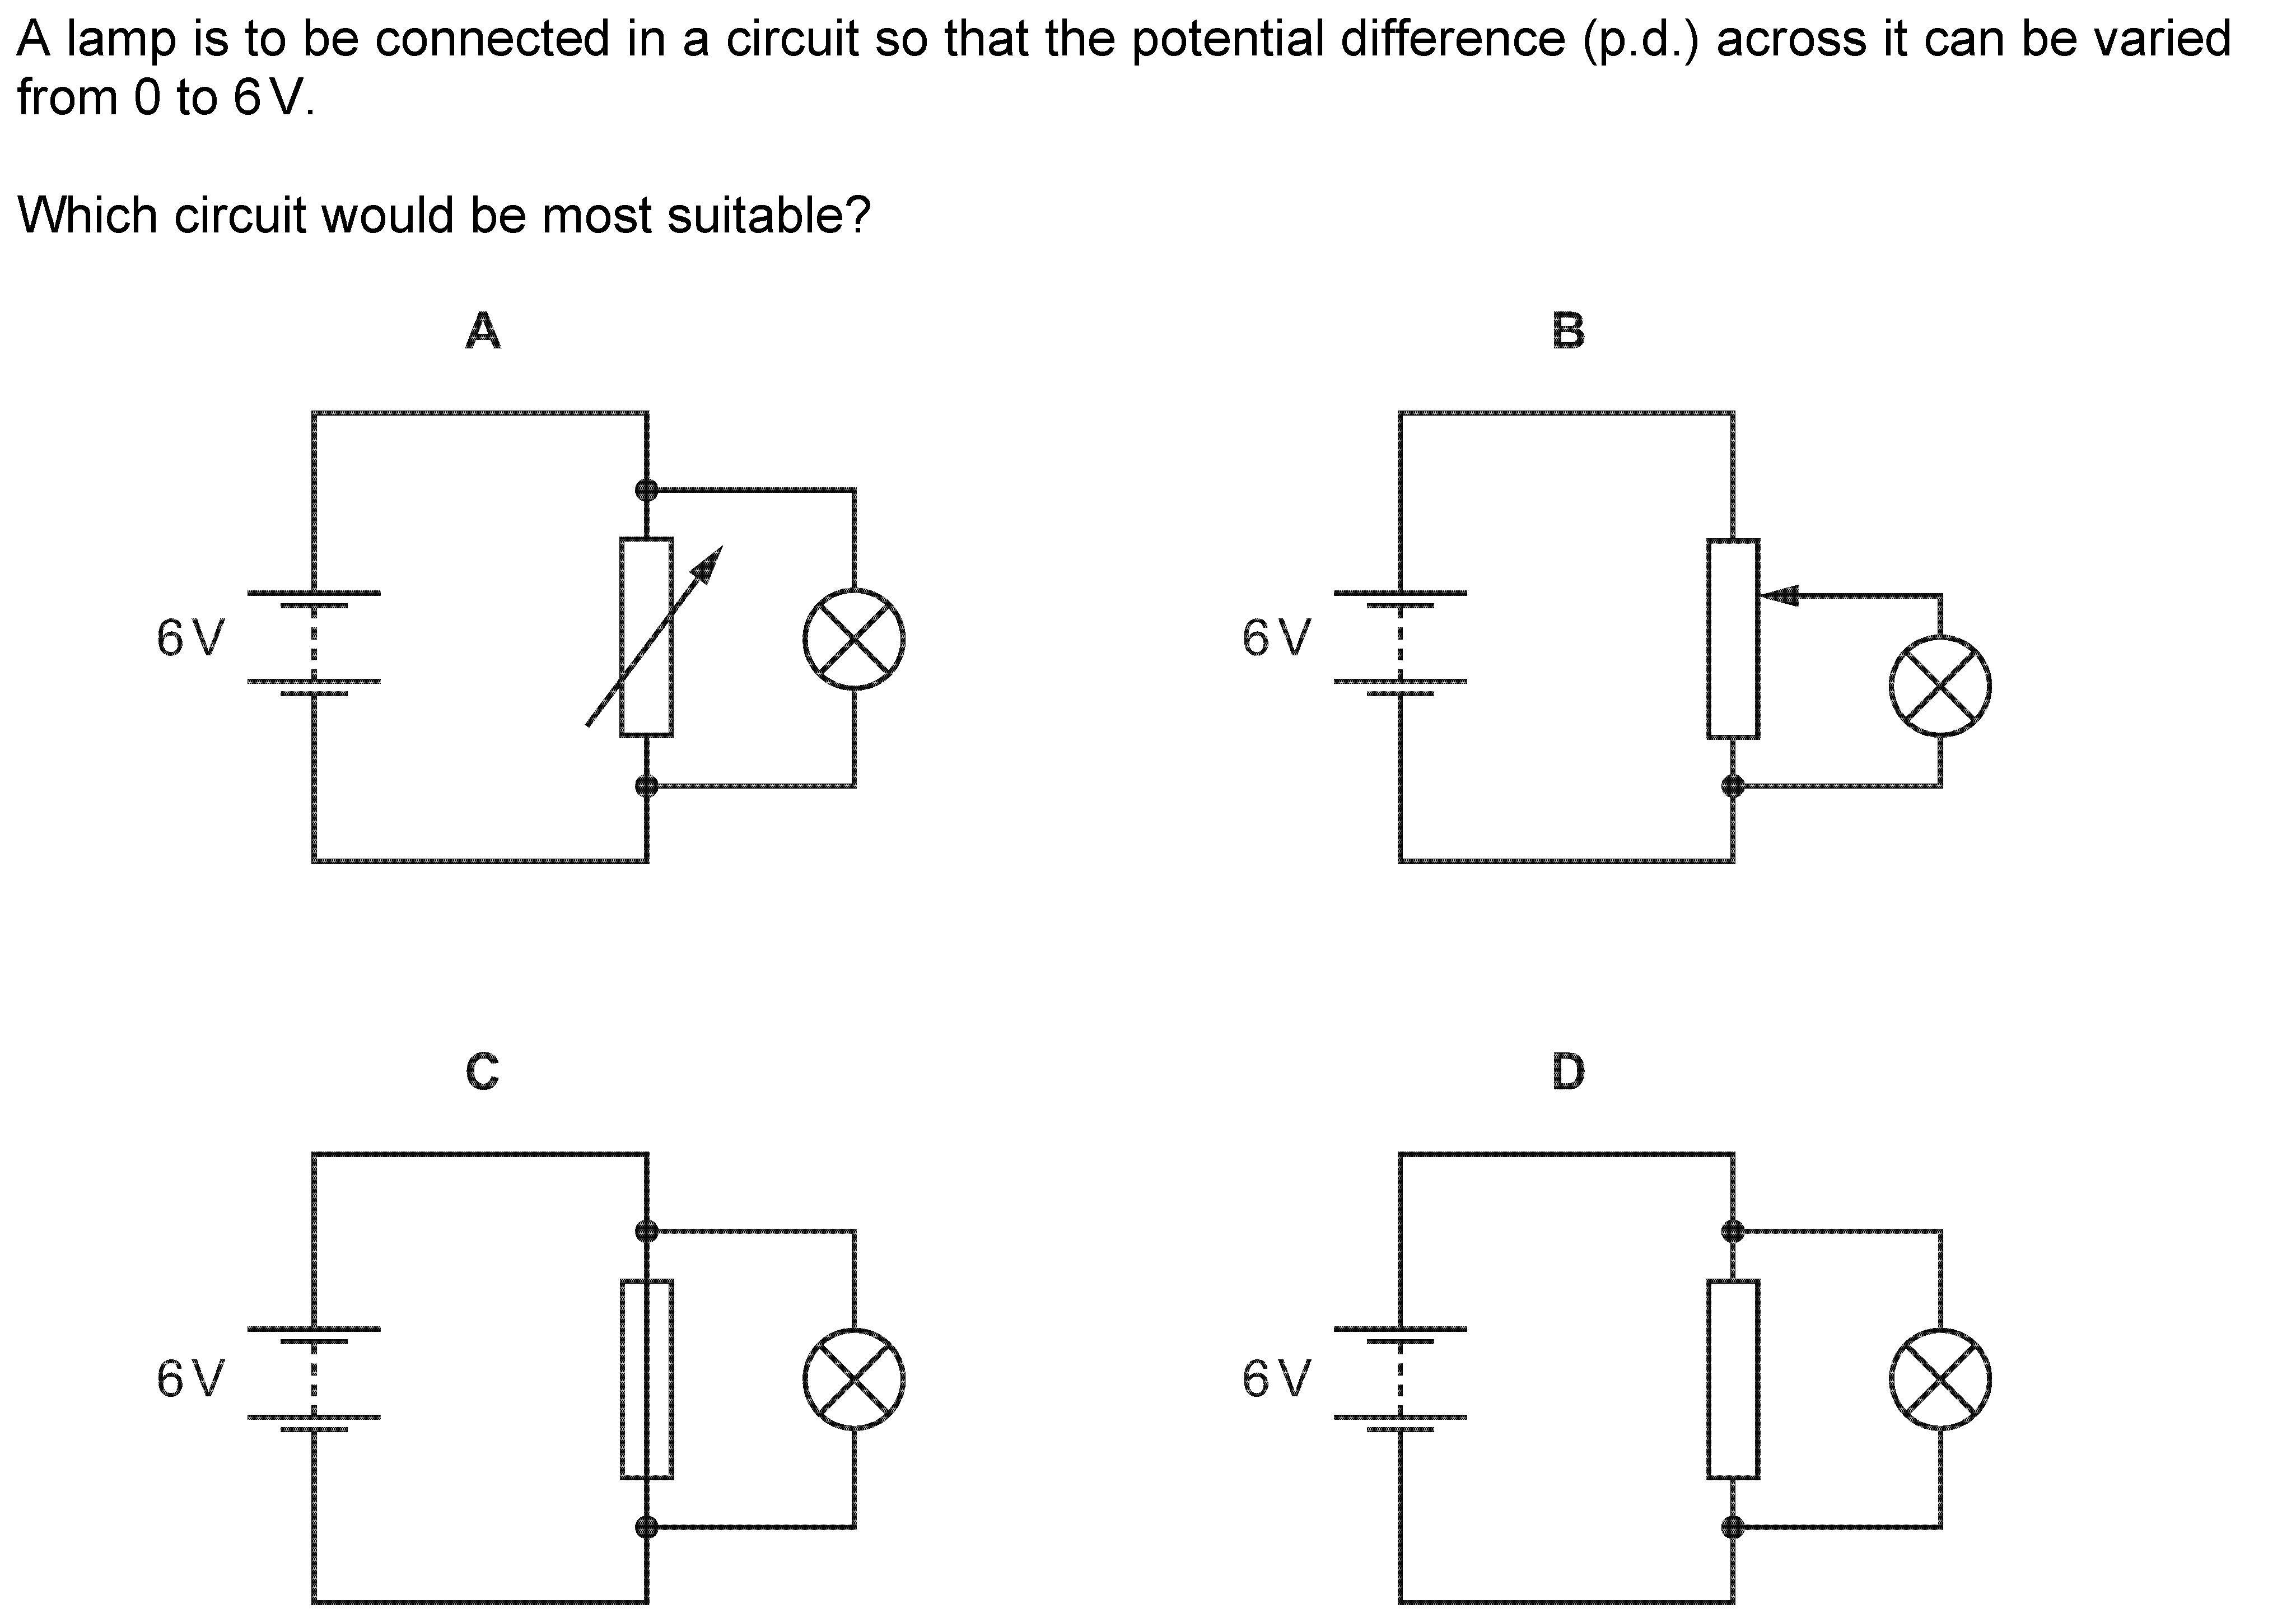 A lamp is to be connected in a circuit so that the potential difference (p.d.) across it can be varied
from 0 to 6 V.
Which circuit would be most suitable?
A
B
6 V
6 V
C
D
6 V
6 V